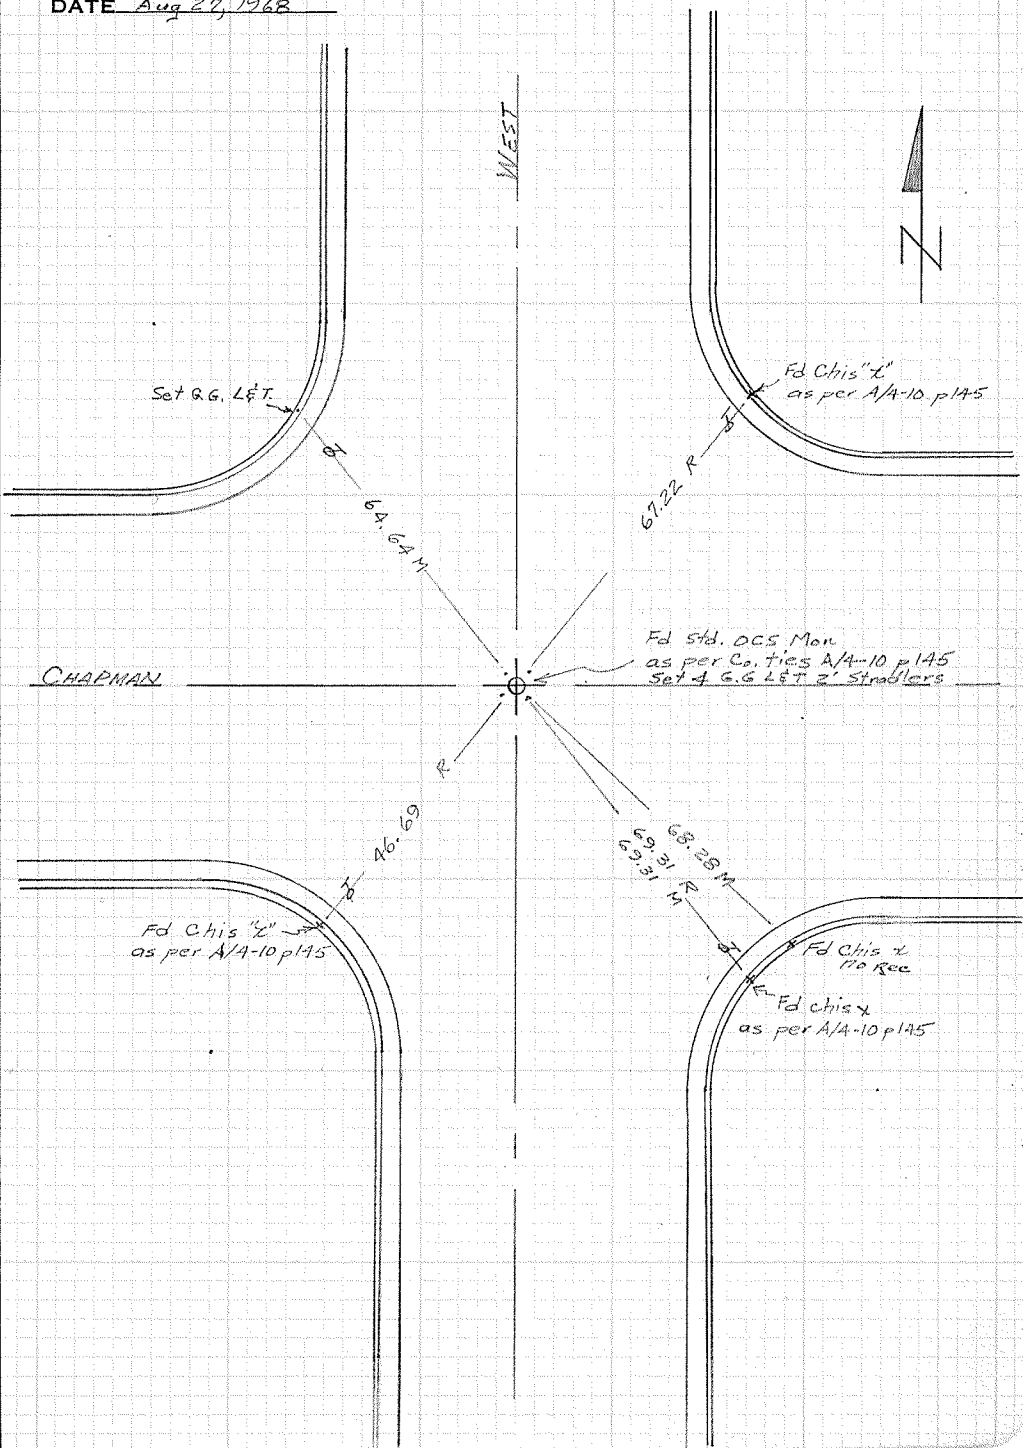 DATE Aug 27, 1968
WEST
N
Set G.G. L&T.
Fd Chis "x"
as per A/4-10 p145
64.64 M
67.22 R
Fd Std. OCS Mon
as per Co. ties A/4-10 p145
Set 4 G.G L&T 2' Stradlers
CHAPMAN
R
46.69
68.28 M
69.31 R
69.31 M
Fd Chis "x"
as per A/4-10 p145
Fd Chis x
no Rec
Fd chis x
as per A/4-10 p145